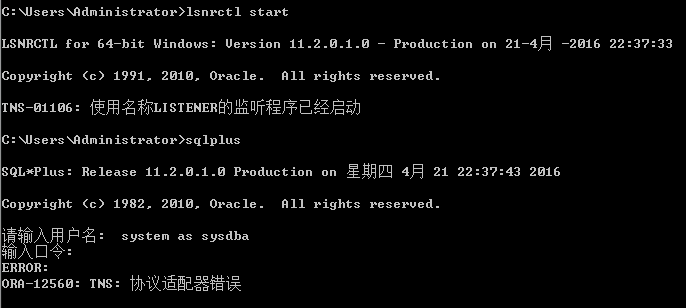 C:\Users\Administrator>lsnrctl start
LSNRCTL for 64-bit Windows: Version 11.2.0.1.0 - Production on 21-4月 -2016 22:37:33
Copyright (c) 1991, 2010, Oracle.  All rights reserved.
TNS-01106: 使用名称LISTENER的监听程序已经启动
C:\Users\Administrator>sqlplus
SQL*Plus: Release 11.2.0.1.0 Production on 星期四 4月 21 22:37:43 2016
Copyright (c) 1982, 2010, Oracle.  All rights reserved.
请输入用户名:  system as sysdba
输入口令:
ERROR:
ORA-12560: TNS: 协议适配器错误